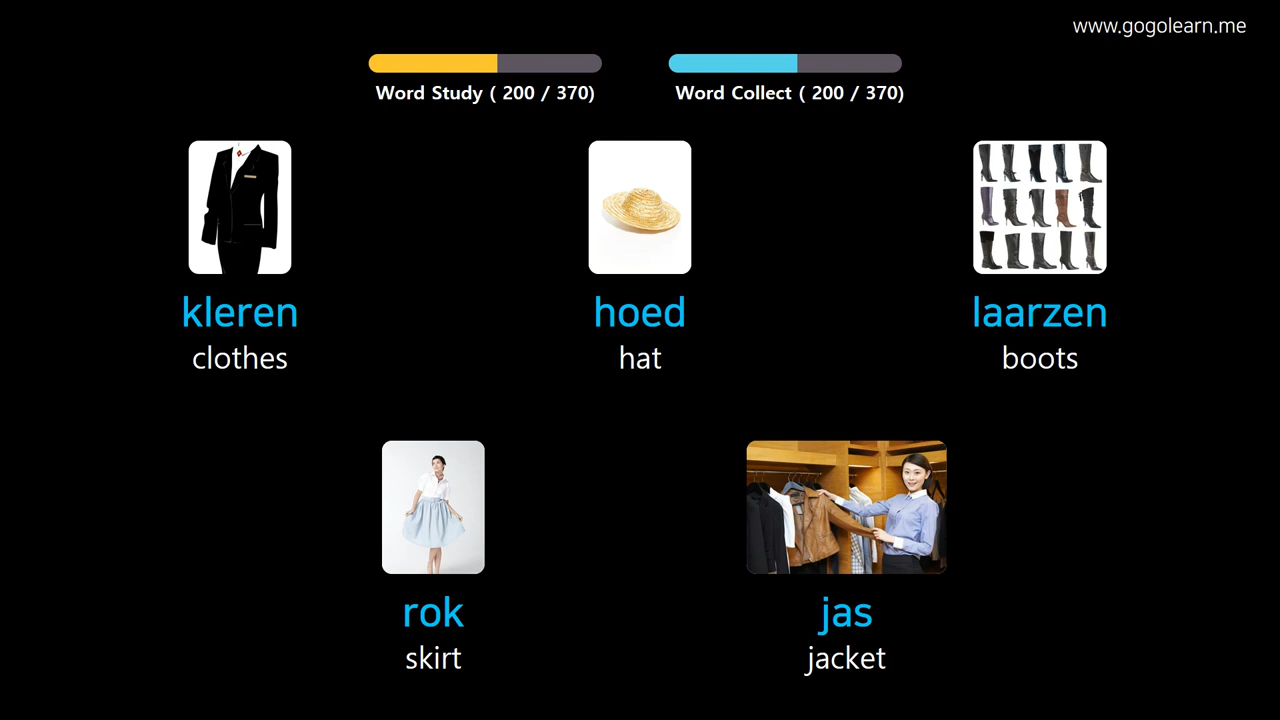 www.gogolearn.me
Word Study ( 200 / 370)
Word Collect ( 200 / 370)
kleren
clothes
hoed
hat
laarzen
boots
rok
skirt
jas
jacket